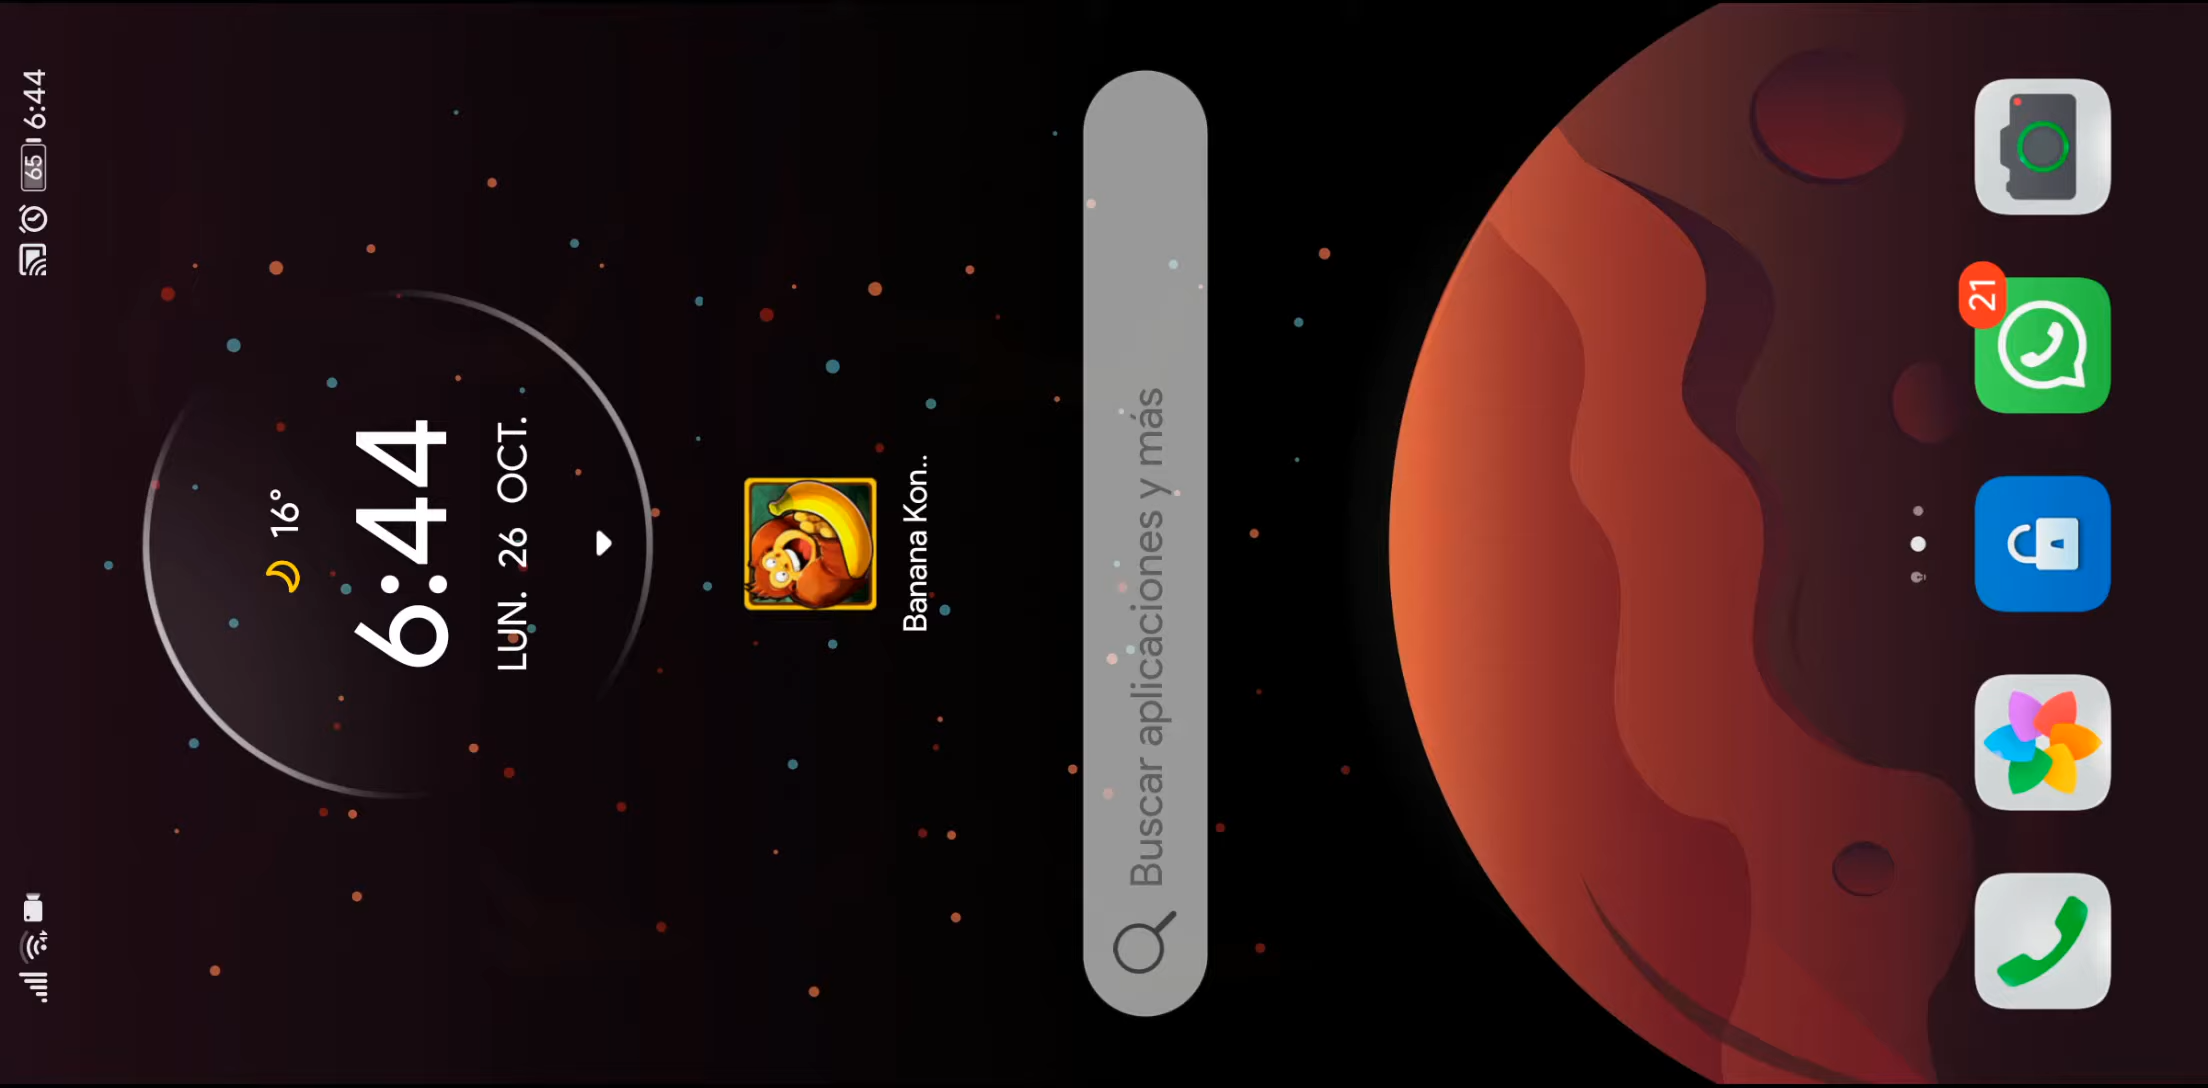 65 6:44
16°
6:44
LUN. 26 OCT.
Banana Kon..
Buscar aplicaciones y más
21